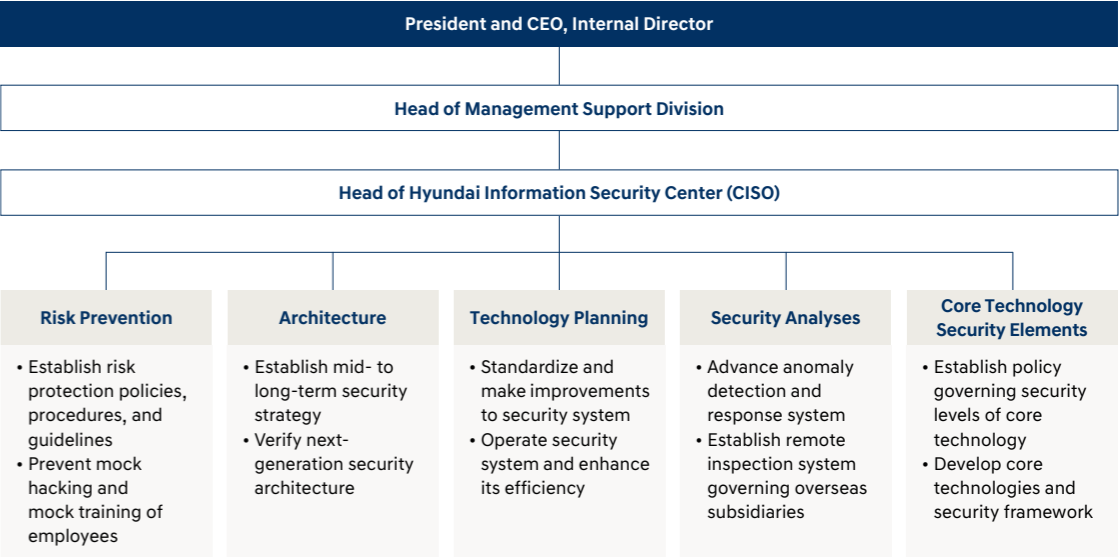 President and CEO, Internal Director
Head of Management Support Division
Head of Hyundai Information Security Center (CISO)
Risk Prevention
• Establish risk
protection policies,
procedures, and
guidelines
• Prevent mock
hacking and
mock training of
employees
Architecture
• Establish mid- to
long-term security
strategy
• Verify next-
generation security
architecture
Technology Planning
• Standardize and
make improvements
to security system
• Operate security
system and enhance
its efficiency
Security Analyses
• Advance anomaly
detection and
response system
• Establish remote
inspection system
governing overseas
subsidiaries
Core Technology
Security Elements
• Establish policy
governing security
levels of core
technology
• Develop core
technologies and
security framework